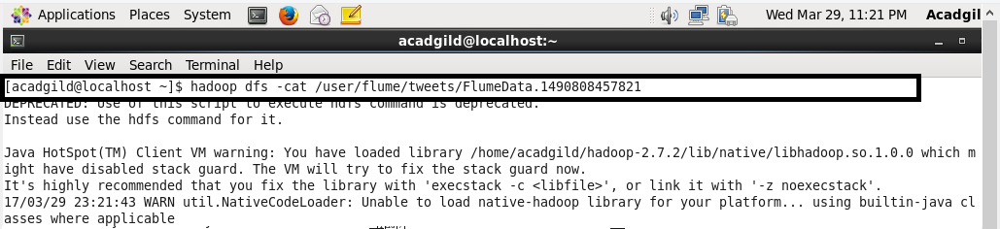 Applications Places System Wed Mar 29, 11:21 PM Acadgil
acadgild@localhost:~
File Edit View Search Terminal Help
[acadgild@localhost ~]$ hadoop dfs -cat /user/flume/tweets/FlumeData.1490808457821
DEPRECATED: Use of this script to execute hdfs command is deprecated.
Instead use the hdfs command for it.
Java HotSpot(TM) Client VM warning: You have loaded library /home/acadgild/hadoop-2.7.2/lib/native/libhadoop.so.1.0.0 which m
ight have disabled stack guard. The VM will try to fix the stack guard now.
It's highly recommended that you fix the library with 'execstack -c <libfile>', or link it with '-z noexecstack'.
17/03/29 23:21:43 WARN util.NativeCodeLoader: Unable to load native-hadoop library for your platform... using builtin-java cl
asses where applicable